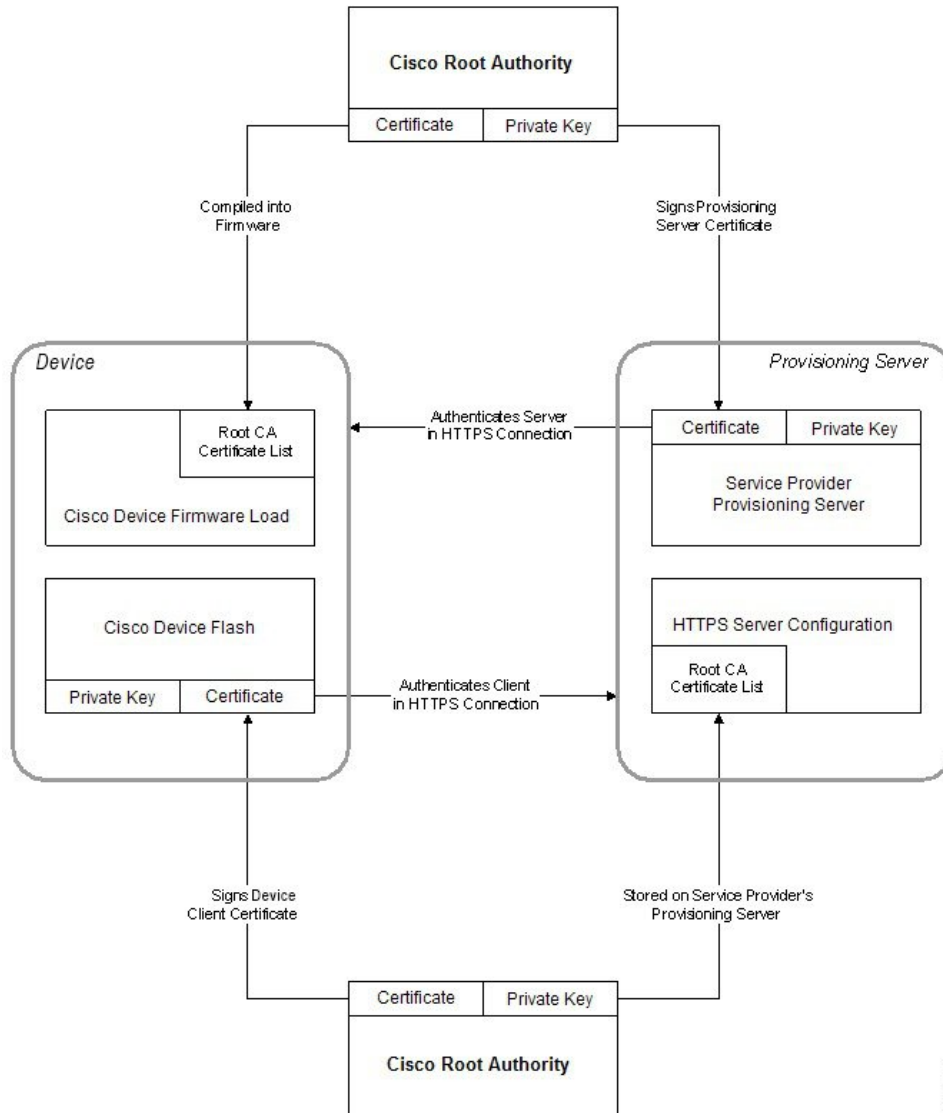 Cisco Root Authority
Certificate
Private Key
Compiled into
Firmware
Signs Provisioning
Server Certificate
Device
Provisioning Server
Root CA
Certificate List
Cisco Device Firmware Load
Authenticates Server
in HTTPS Connection
Certificate
Private Key
Service Provider
Provisioning Server
Cisco Device Flash
Private Key
Certificate
Authenticates Client
in HTTPS Connection
HTTPS Server Configuration
Root CA
Certificate List
Signs Device
Client Certificate
Stored on Service Provider's
Provisioning Server
Certificate
Private Key
Cisco Root Authority